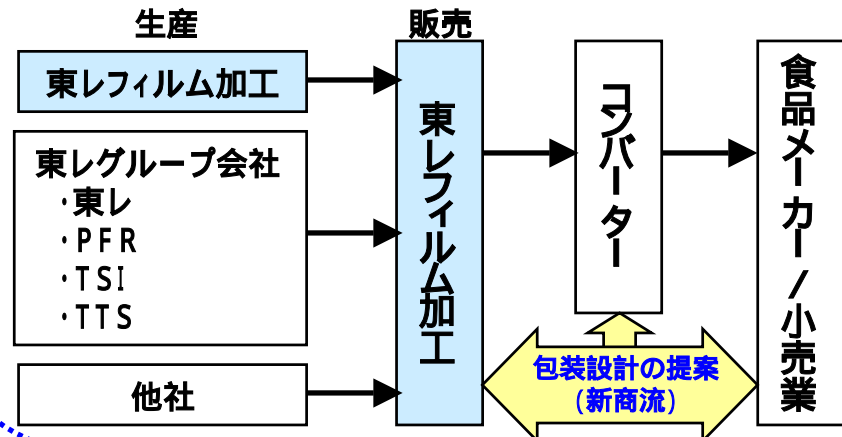 生産
販売
東レフィルム加工
東レグループ会社
・東レ
・PFR
・TSI
・TTS
他社
東レフィルム加工
コンバーター
食品メーカー/小売業
包装設計の提案
(新商流)